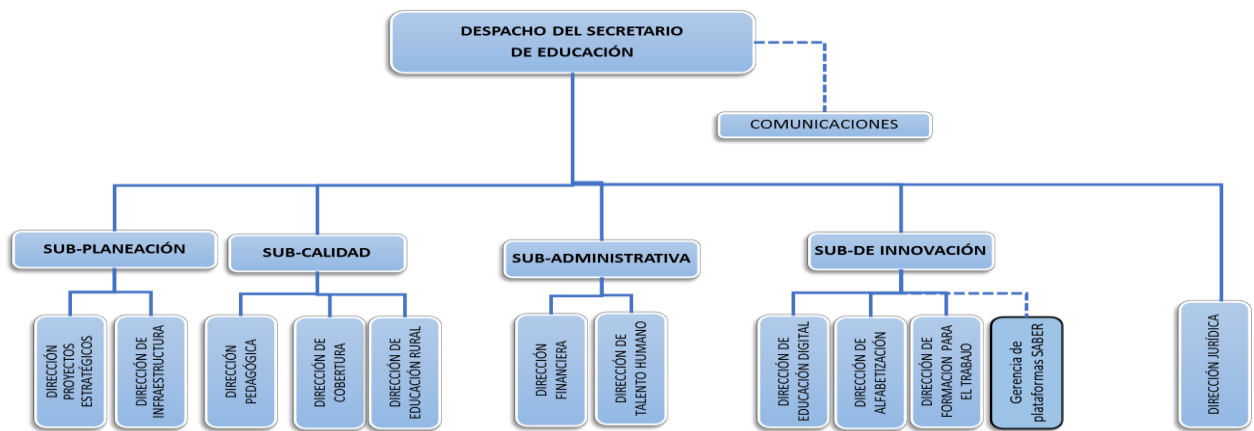 DESPACHO DEL SECRETARIO
DE EDUCACIÓN
COMUNICACIONES
SUB-PLANEACIÓN
SUB-CALIDAD
SUB-ADMINISTRATIVA
SUB-DE INNOVACIÓN
DIRECCIÓN
PROYECTOS
ESTRATÉGICOS
DIRECCIÓN DE
INFRAESTRUCTURA
DIRECCIÓN
PEDAGÓGICA
DIRECCIÓN DE
COBERTURA
DIRECCIÓN DE
EDUCACIÓN RURAL
DIRECCIÓN
FINANCIERA
DIRECCIÓN DE
TALENTO HUMANO
DIRECCIÓN DE
EDUCACIÓN DIGITAL
DIRECCIÓN DE
ALFABETIZACIÓN
DIRECCIÓN DE
FORMACION PARA
EL TRABAJO
Gerencia de
plataformas SABER
DIRECCIÓN JURÍDICA